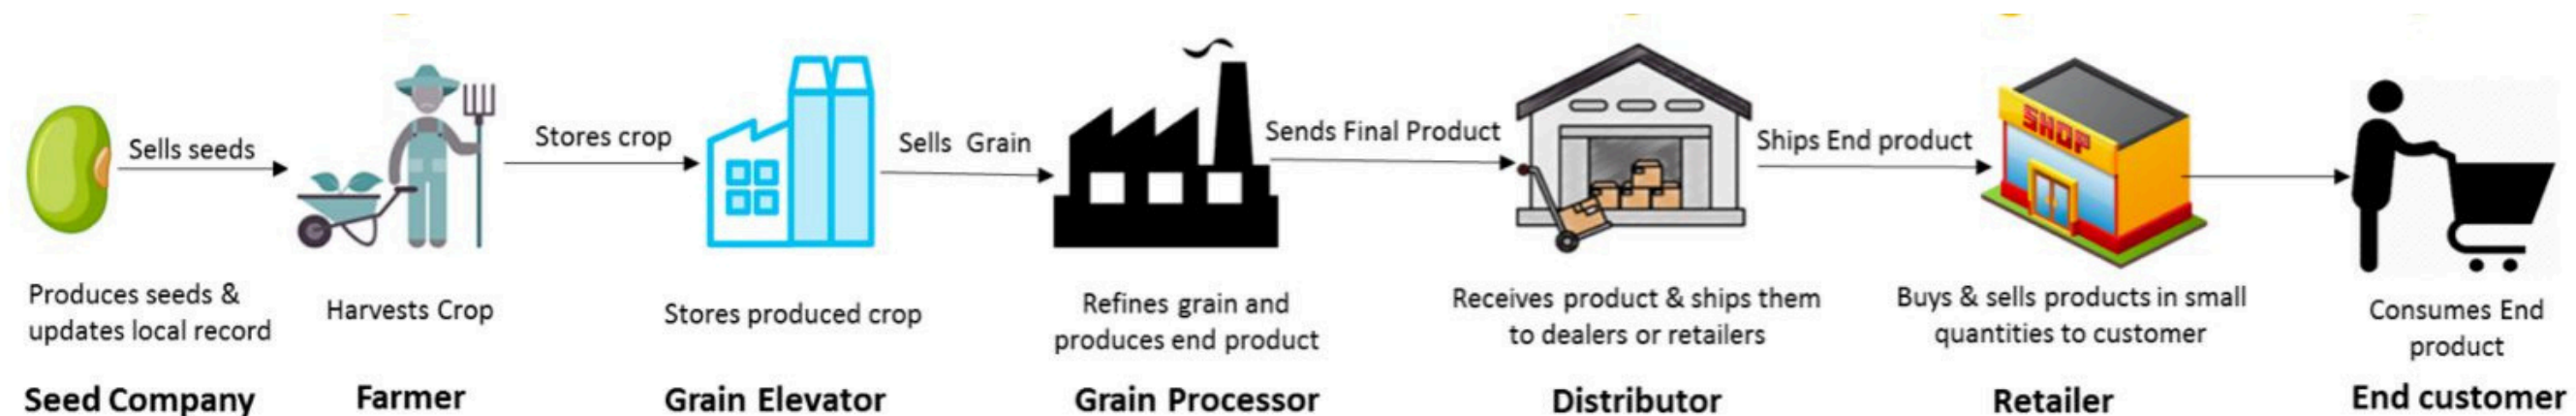 Sells seeds
Stores crop
Sells Grain
Sends Final Product
Ships End product
SHOP
Produces seeds &
updates local record
Harvests Crop
Stores produced crop
Refines grain and
produces end product
Receives product & ships them
to dealers or retailers
Buys & sells products in small
quantities to customer
Consumes End
product
Seed Company
Farmer
Grain Elevator
Grain Processor
Distributor
Retailer
End customer